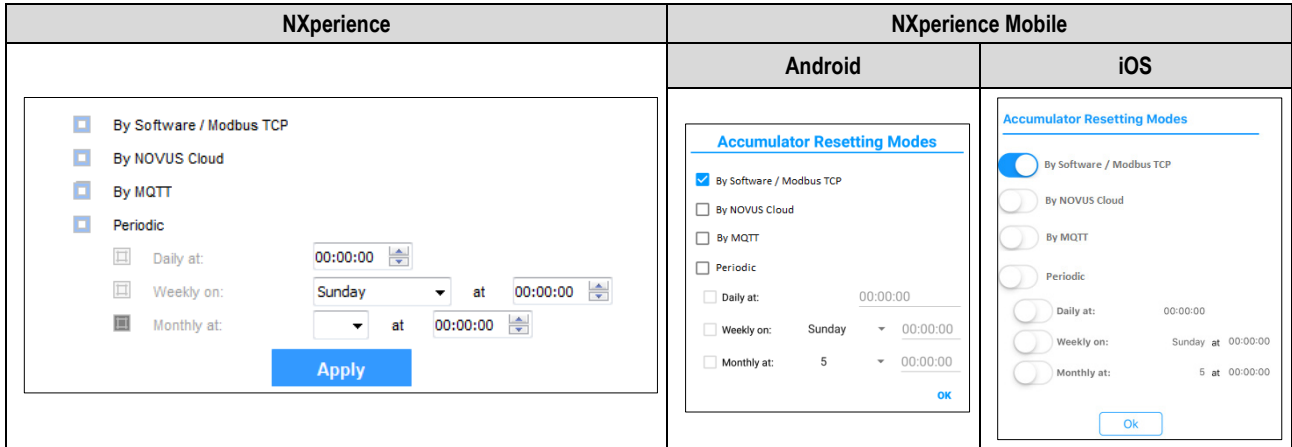 NXperience
NXperience Mobile
Android
iOS
By Software / Modbus TCP
By NOVUS Cloud
By MQTT
Periodic
Daily at: 00:00:00
Weekly on: Sunday at 00:00:00
Monthly at: at 00:00:00
Apply
Accumulator Resetting Modes
By Software / Modbus TCP
By NOVUS Cloud
By MQTT
Periodic
Daily at: 00:00:00
Weekly on: Sunday 00:00:00
Monthly at: 5 00:00:00
OK
Accumulator Resetting Modes
By Software / Modbus TCP
By NOVUS Cloud
By MQTT
Periodic
Daily at: 00:00:00
Weekly on: Sunday at 00:00:00
Monthly at: 5 at 00:00:00
Ok